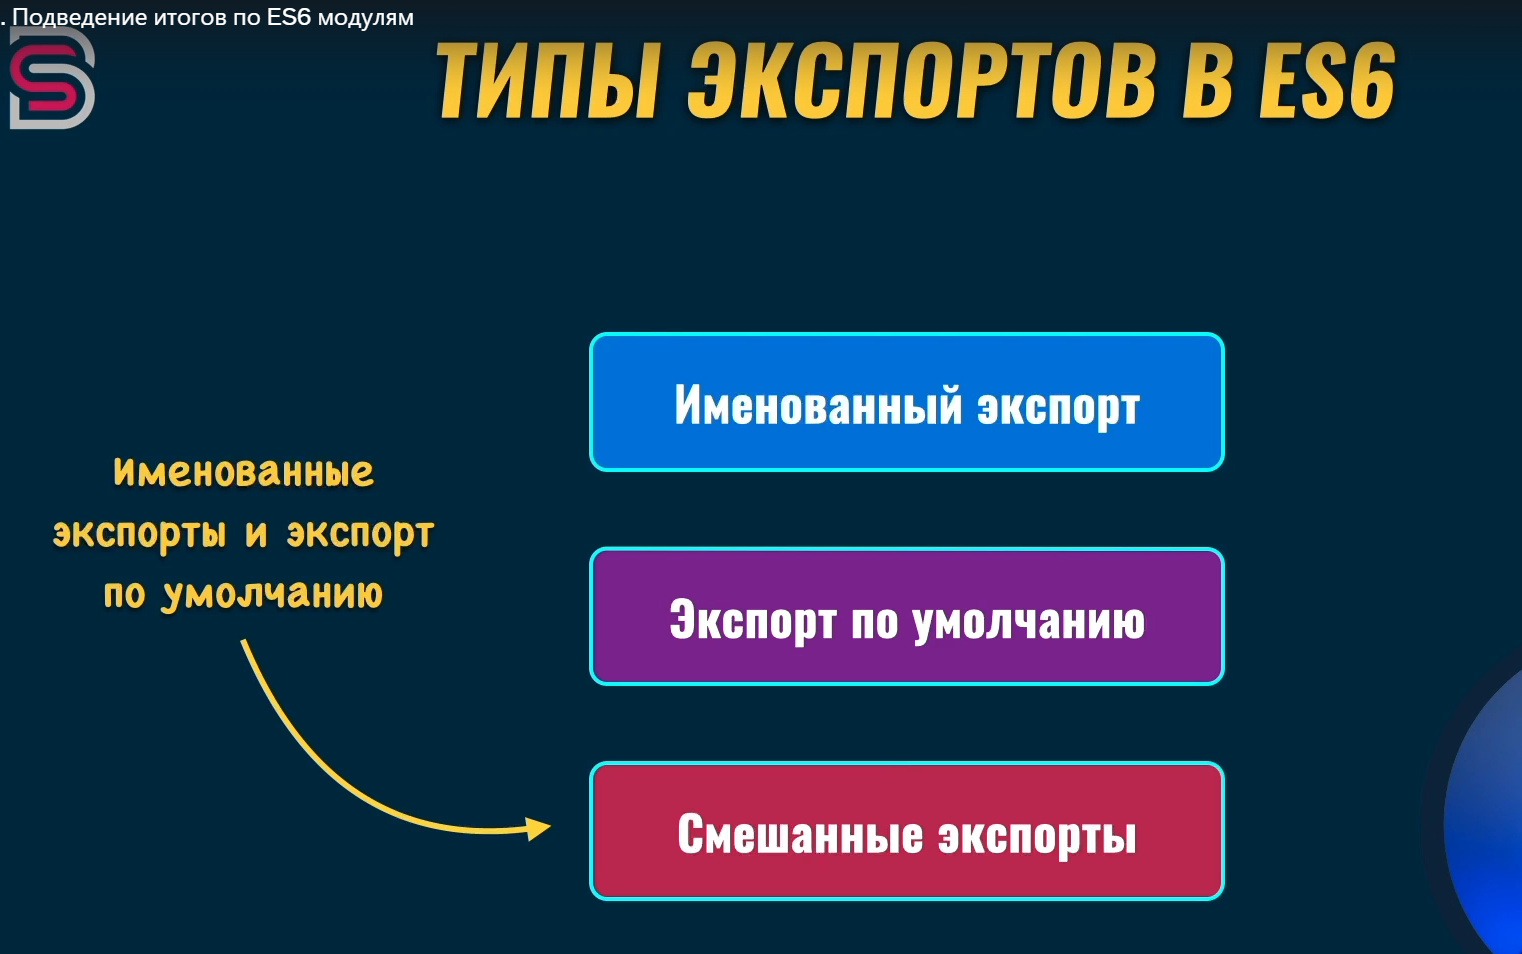 . Подведение итогов по ES6 модулям
ТИПЫ ЭКСПОРТОВ В ES6
Именованный экспорт
Именованные
экспорты и экспорт
по умолчанию
Экспорт по умолчанию
Смешанные экспорты